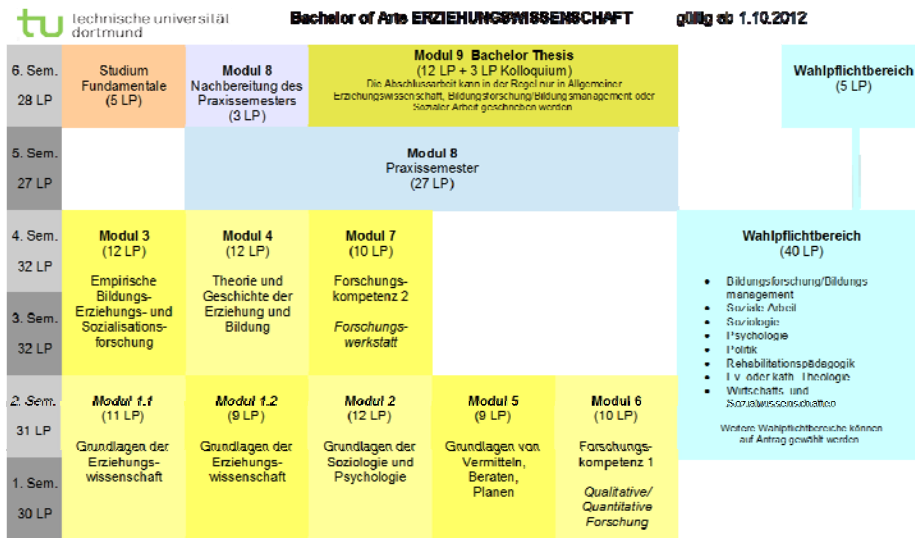 technische universität
dortmund
Bachelor of Arts ERZIEHUNGSWISSENSCHAFT gültig ab 1.10.2012
6. Sem.
28 LP
Studium
Fundamentale
(5 LP)
Modul 8
Nachbereitung des
Praxissemesters
(3 LP)
Modul 9 Bachelor Thesis
(12 LP + 3 LP Kolloquium)
Die Abschlussarbeit kann in der Regel nur in Allgemeiner
Erziehungswissenschaft, Bildungsforschung/Bildungsmanagement oder
Sozialer Arbeit geschrieben werden
Wahlpflichtbereich
(5 LP)
5. Sem.
27 LP
Modul 8
Praxissemester
(27 LP)
4. Sem.
32 LP
3. Sem.
32 LP
Modul 3
(12 LP)
Empirische
Bildungs-
Erziehungs- und
Sozialisations-
forschung
Modul 4
(12 LP)
Theorie und
Geschichte der
Erziehung und
Bildung
Modul 7
(10 LP)
Forschungs-
kompetenz 2
Forschungs-
werkstatt
Wahlpflichtbereich
(40 LP)
• Bildungsforschung/Bildungs
management
• Soziale Arbeit
• Soziologie
• Psychologie
• Politik
• Rehabilitationspädagogik
• Ev. oder kath. Theologie
• Wirtschafts- und
Sozialwissenschaften
Weitere Wahlpflichtbereiche können
auf Antrag gewählt werden
2. Sem.
31 LP
1. Sem.
30 LP
Modul 1.1
(11 LP)
Grundlagen der
Erziehungs-
wissenschaft
Modul 1.2
(9 LP)
Grundlagen der
Erziehungs-
wissenschaft
Modul 2
(12 LP)
Grundlagen der
Soziologie und
Psychologie
Modul 5
(9 LP)
Grundlagen von
Vermitteln,
Beraten,
Planen
Modul 6
(10 LP)
Forschungs-
kompetenz 1
Qualitative/
Quantitative
Forschung